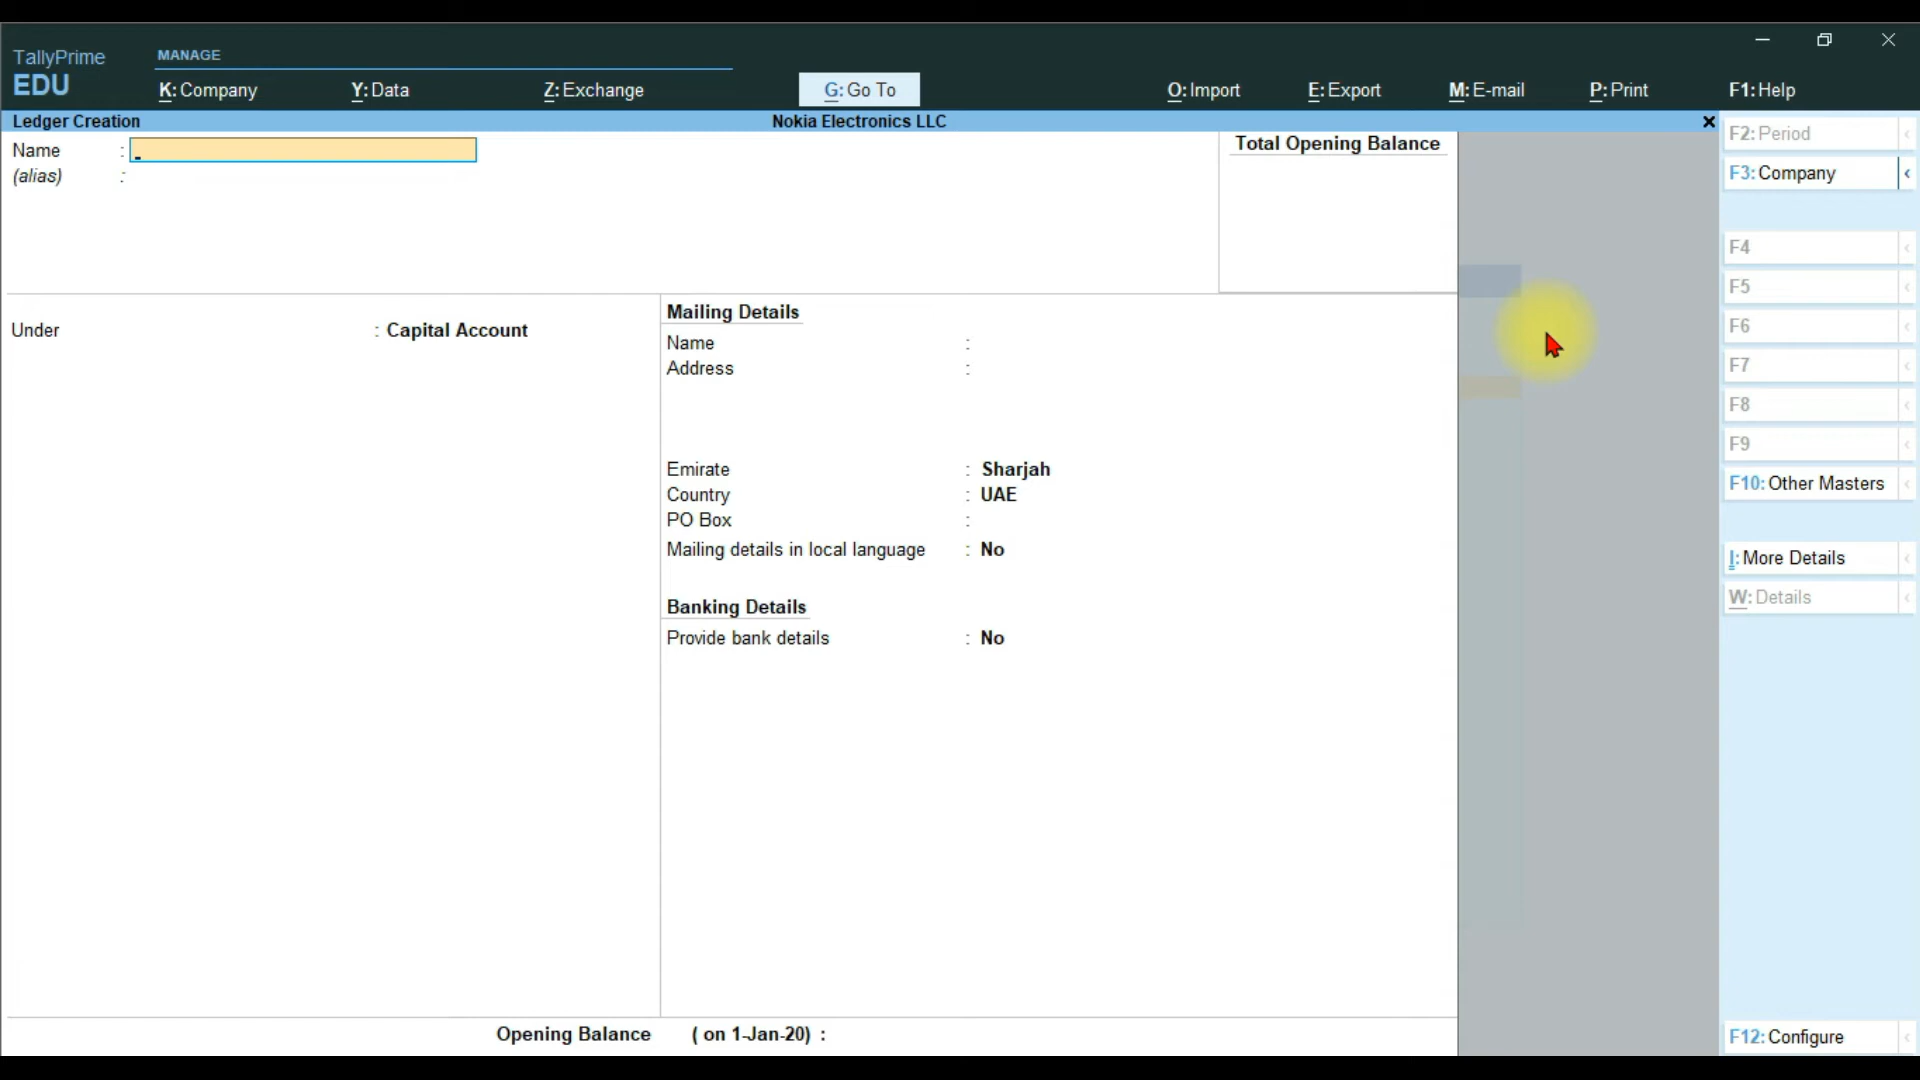 TallyPrime
EDU
MANAGE
K: Company
Y: Data
Z: Exchange
G: Go To
O: Import
E: Export
M: E-mail
P: Print
F1: Help
Ledger Creation
Nokia Electronics LLC
Name :
(alias) :
Total Opening Balance
Under : Capital Account
Mailing Details
Name :
Address :
Emirate : Sharjah
Country : UAE
PO Box :
Mailing details in local language : No
Banking Details
Provide bank details : No
Opening Balance ( on 1-Jan-20) :
F2: Period
F3: Company
F4
F5
F6
F7
F8
F9
F10: Other Masters
I: More Details
W: Details
F12: Configure